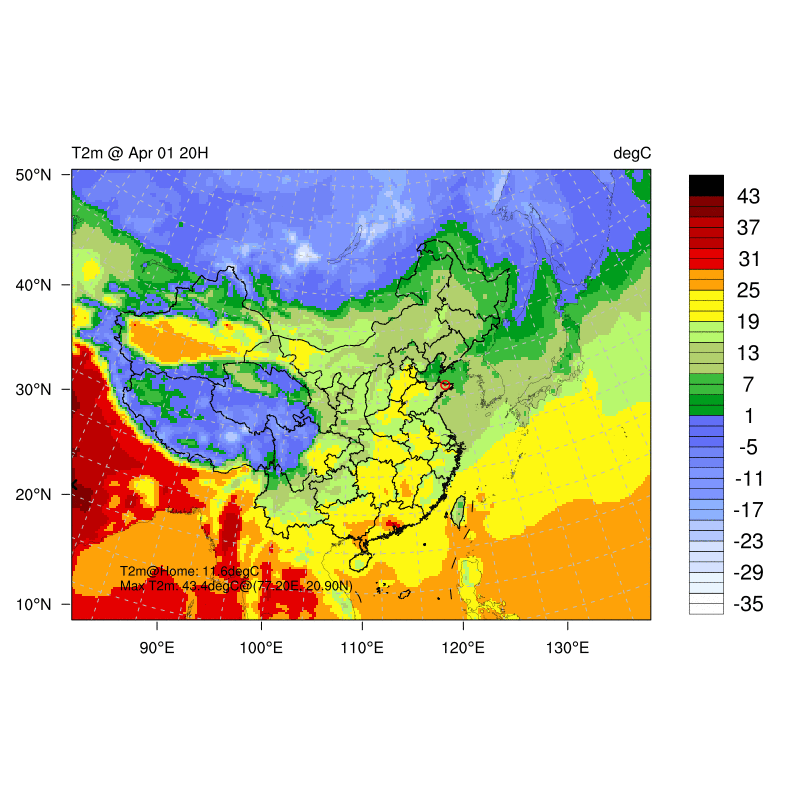 T2m @ Apr 01 20H
degC
50°N
40°N
30°N
20°N
10°N
90°E
100°E
110°E
120°E
130°E
43
37
31
25
19
13
7
1
-5
-11
-17
-23
-29
-35
T2m@Home: 11.6degC
Max T2m: 43.4degC@(77.20E, 20.90N)